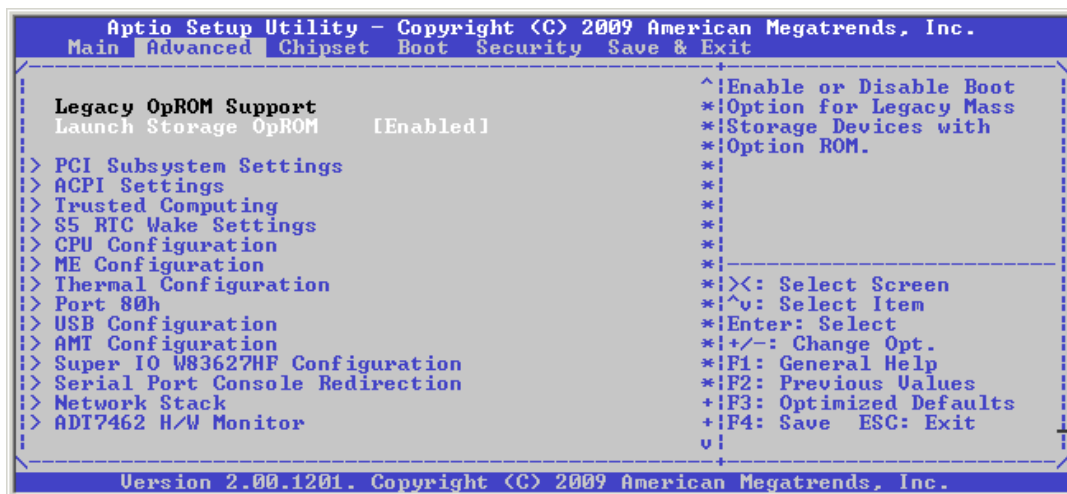 Aptio Setup Utility - Copyright (C) 2009 American Megatrends, Inc.
Main Advanced Chipset Boot Security Save & Exit
Legacy OpROM Support
Launch Storage OpROM [Enabled]
> PCI Subsystem Settings
> ACPI Settings
> Trusted Computing
> S5 RTC Wake Settings
> CPU Configuration
> ME Configuration
> Thermal Configuration
> Port 80h
> USB Configuration
> AMT Configuration
> Super IO W83627HF Configuration
> Serial Port Console Redirection
> Network Stack
> ADT7462 H/W Monitor
Enable or Disable Boot
Option for Legacy Mass
Storage Devices with
Option ROM.
><: Select Screen
^v: Select Item
Enter: Select
+/-: Change Opt.
F1: General Help
F2: Previous Values
F3: Optimized Defaults
F4: Save ESC: Exit
Version 2.00.1201. Copyright (C) 2009 American Megatrends, Inc.